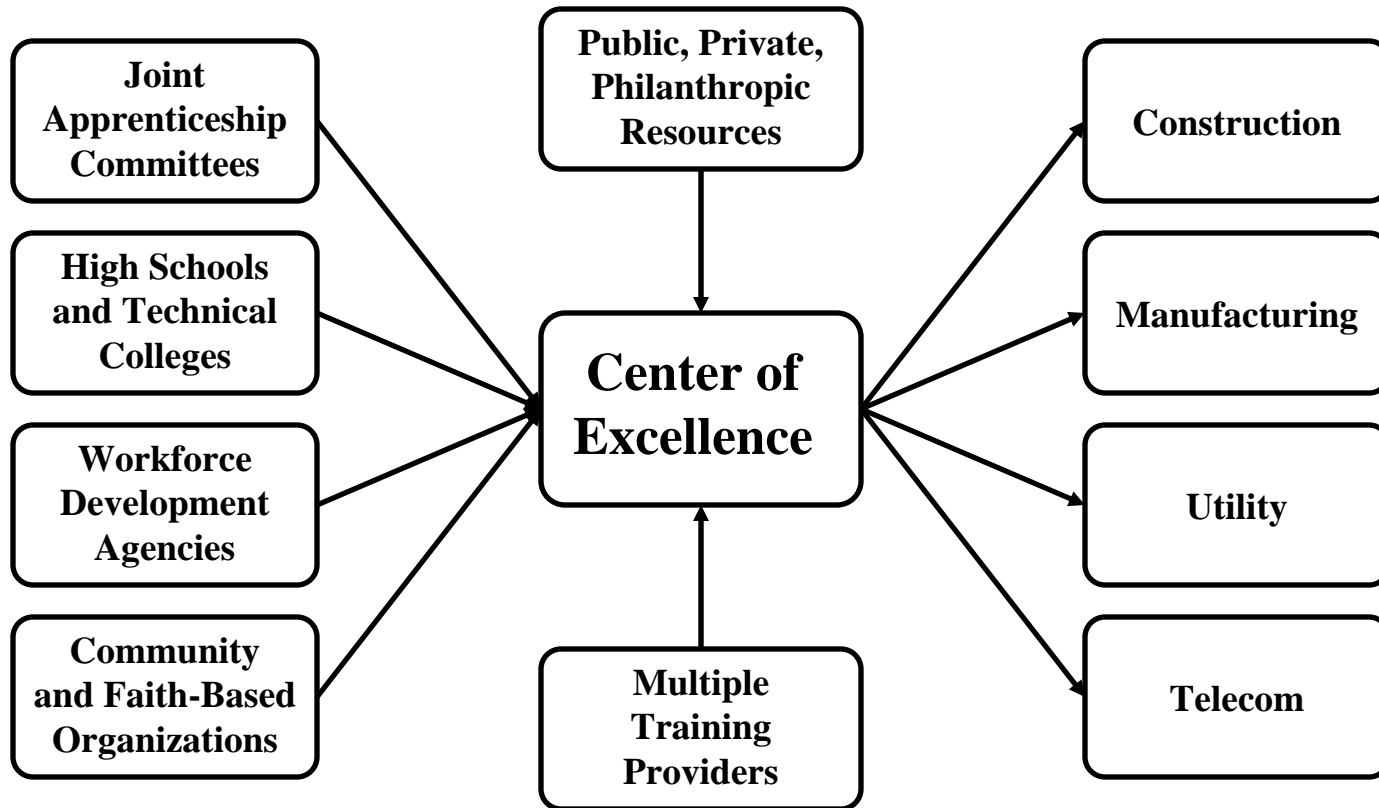 Joint
Apprenticeship
Committees
High Schools
and Technical
Colleges
Workforce
Development
Agencies
Community
and Faith-Based
Organizations
Public, Private,
Philanthropic
Resources
Center of
Excellence
Multiple
Training
Providers
Construction
Manufacturing
Utility
Telecom